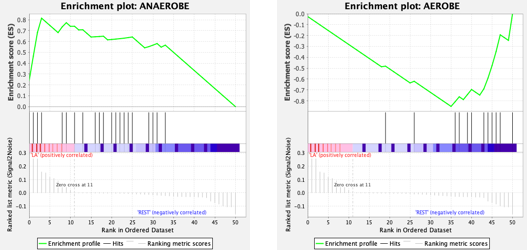 Enrichment plot: ANAEROBE
Enrichment score (ES)
0.8
0.7
0.6
0.5
0.4
0.3
0.2
0.1
0.0
'LA' (positively correlated)
Ranked list metric (Signal2Noise)
0.3
0.2
0.1
0.0
-0.1
Zero cross at 11
'REST' (negatively correlated)
0 5 10 15 20 25 30 35 40 45 50
Rank in Ordered Dataset
Enrichment profile Hits Ranking metric scores
Enrichment plot: AEROBE
Enrichment score (ES)
0.0
-0.1
-0.2
-0.3
-0.4
-0.5
-0.6
-0.7
-0.8
'LA' (positively correlated)
Ranked list metric (Signal2Noise)
0.3
0.2
0.1
0.0
-0.1
Zero cross at 11
'REST' (negatively correlated)
0 5 10 15 20 25 30 35 40 45 50
Rank in Ordered Dataset
Enrichment profile Hits Ranking metric scores